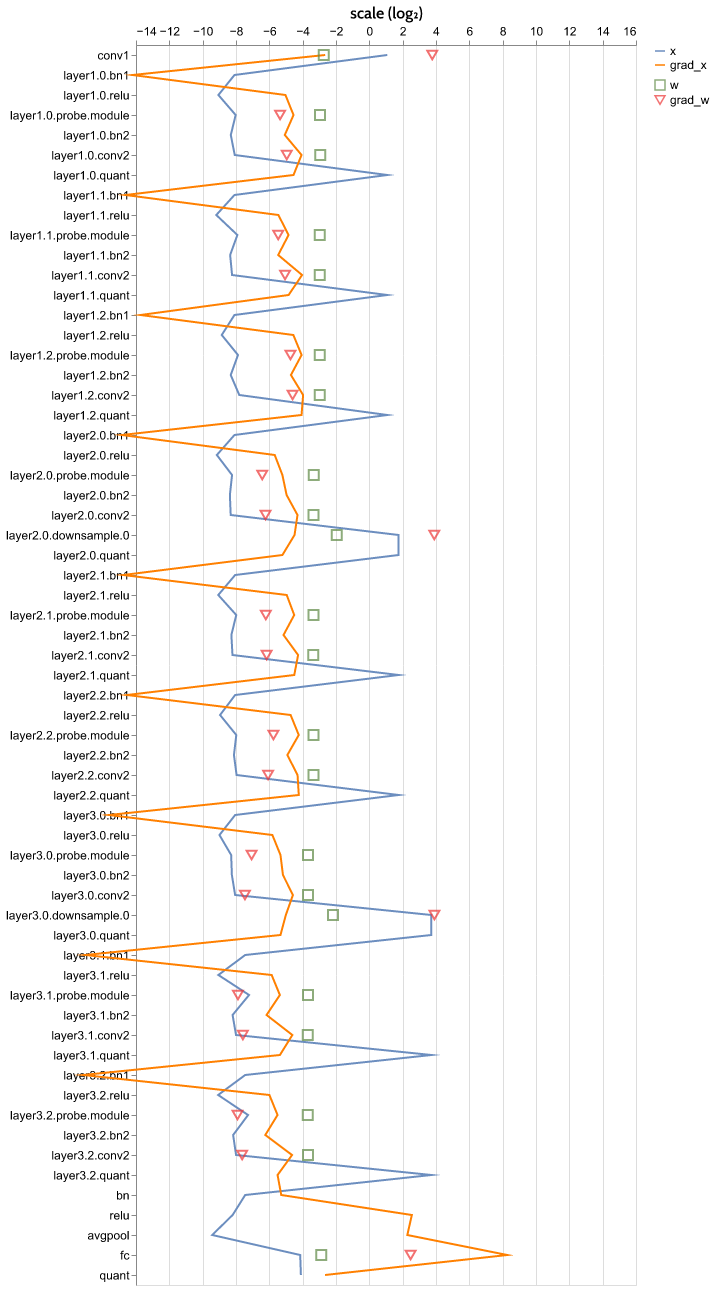 scale (log₂)
−14 −12 −10 −8 −6 −4 −2 0 2 4 6 8 10 12 14 16
x
grad_x
w
grad_w
conv1
layer1.0.bn1
layer1.0.relu
layer1.0.probe.module
layer1.0.bn2
layer1.0.conv2
layer1.0.quant
layer1.1.bn1
layer1.1.relu
layer1.1.probe.module
layer1.1.bn2
layer1.1.conv2
layer1.1.quant
layer1.2.bn1
layer1.2.relu
layer1.2.probe.module
layer1.2.bn2
layer1.2.conv2
layer1.2.quant
layer2.0.bn1
layer2.0.relu
layer2.0.probe.module
layer2.0.bn2
layer2.0.conv2
layer2.0.downsample.0
layer2.0.quant
layer2.1.bn1
layer2.1.relu
layer2.1.probe.module
layer2.1.bn2
layer2.1.conv2
layer2.1.quant
layer2.2.bn1
layer2.2.relu
layer2.2.probe.module
layer2.2.bn2
layer2.2.conv2
layer2.2.quant
layer3.0.bn1
layer3.0.relu
layer3.0.probe.module
layer3.0.bn2
layer3.0.conv2
layer3.0.downsample.0
layer3.0.quant
layer3.1.bn1
layer3.1.relu
layer3.1.probe.module
layer3.1.bn2
layer3.1.conv2
layer3.1.quant
layer3.2.bn1
layer3.2.relu
layer3.2.probe.module
layer3.2.bn2
layer3.2.conv2
layer3.2.quant
bn
relu
avgpool
fc
quant